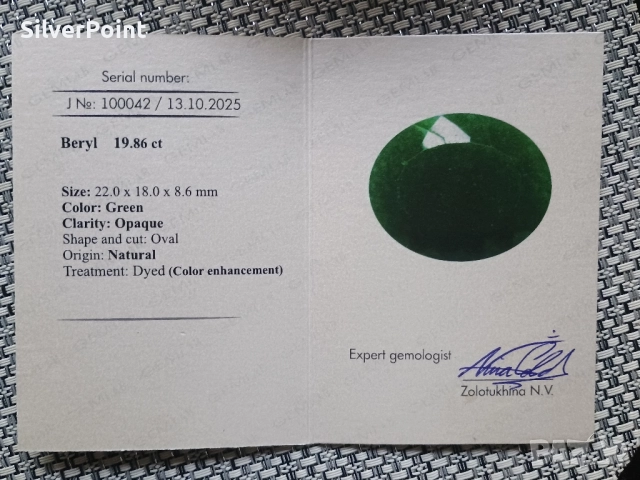 SilverPoint
Serial number:
J №: 100042 / 13.10.2025
Beryl 19.86 ct
Size: 22.0 x 18.0 x 8.6 mm
Color: Green
Clarity: Opaque
Shape and cut: Oval
Origin: Natural
Treatment: Dyed (Color enhancement)
Expert gemologist
Zolotukhina N.V.